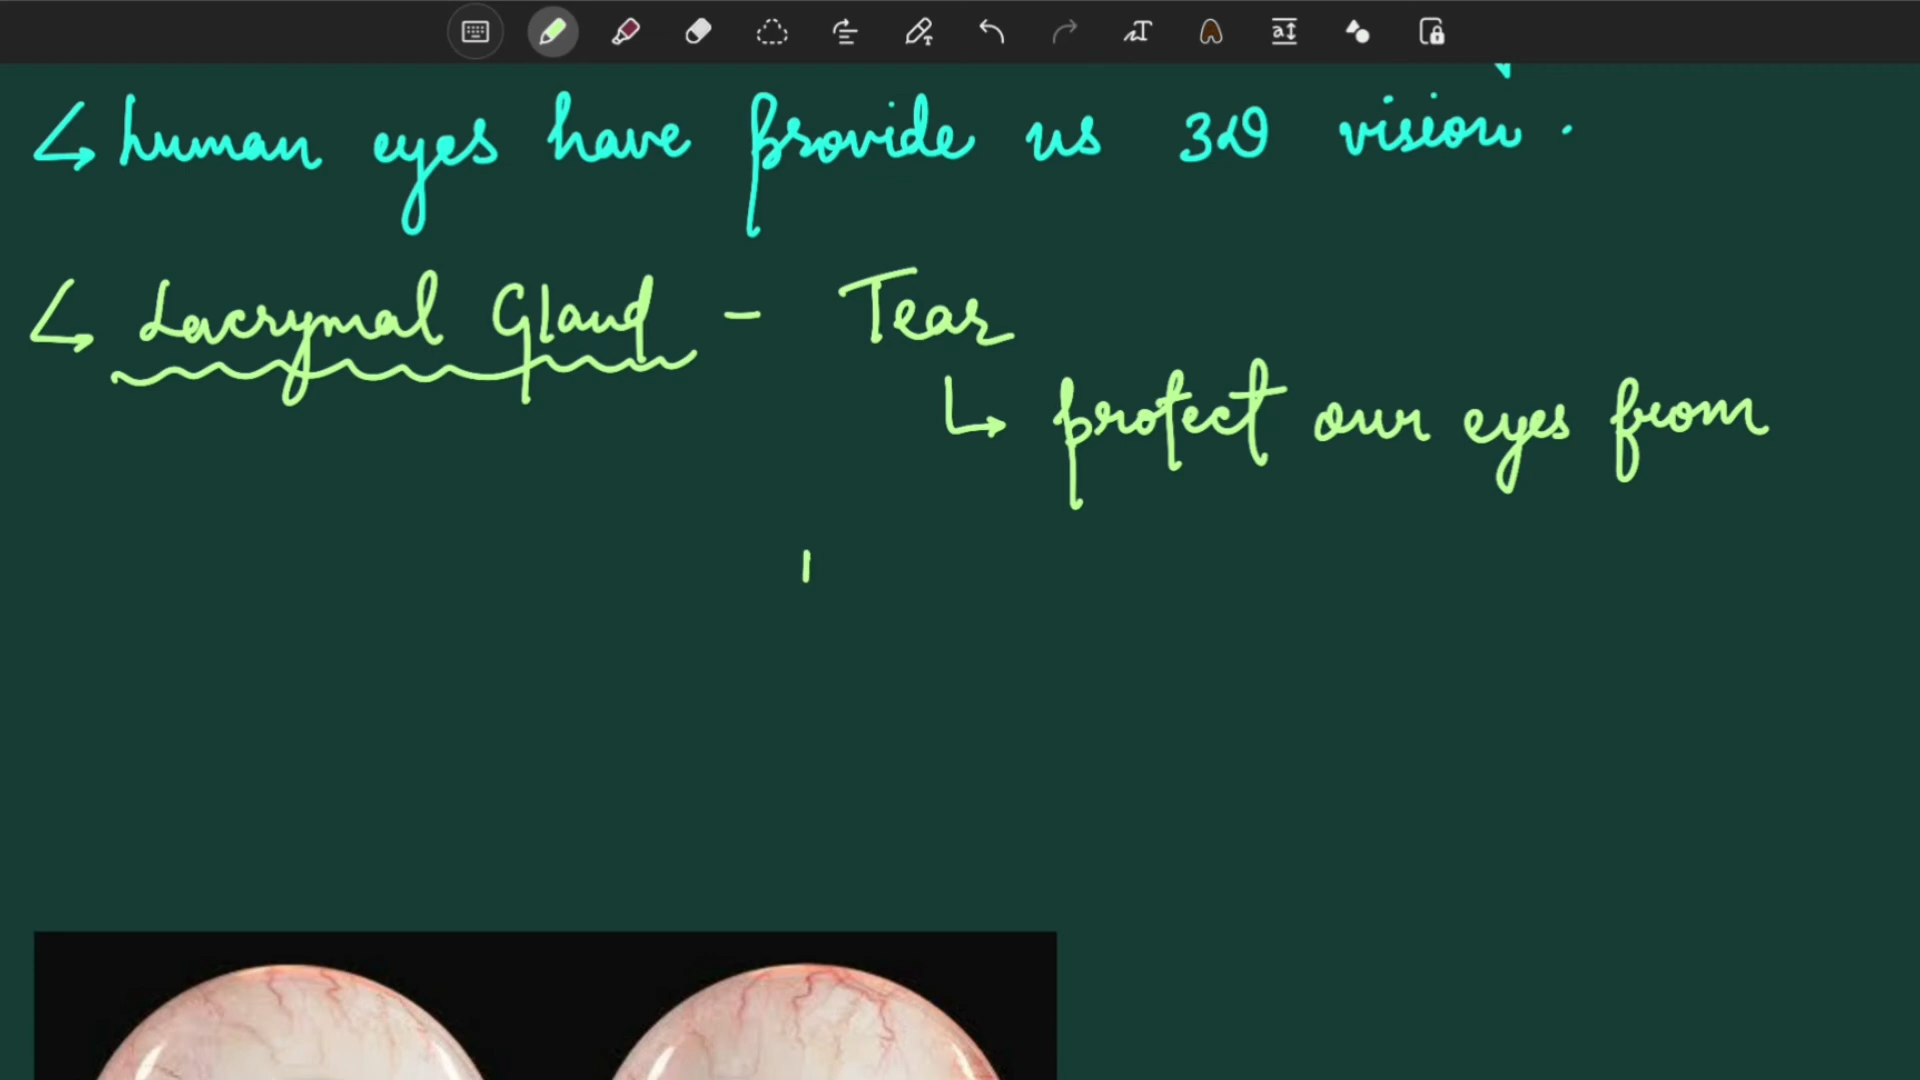 ↳ human eyes have provide us 3D vision.
↳ Lacrymal Gland - Tear
↳ protect our eyes from